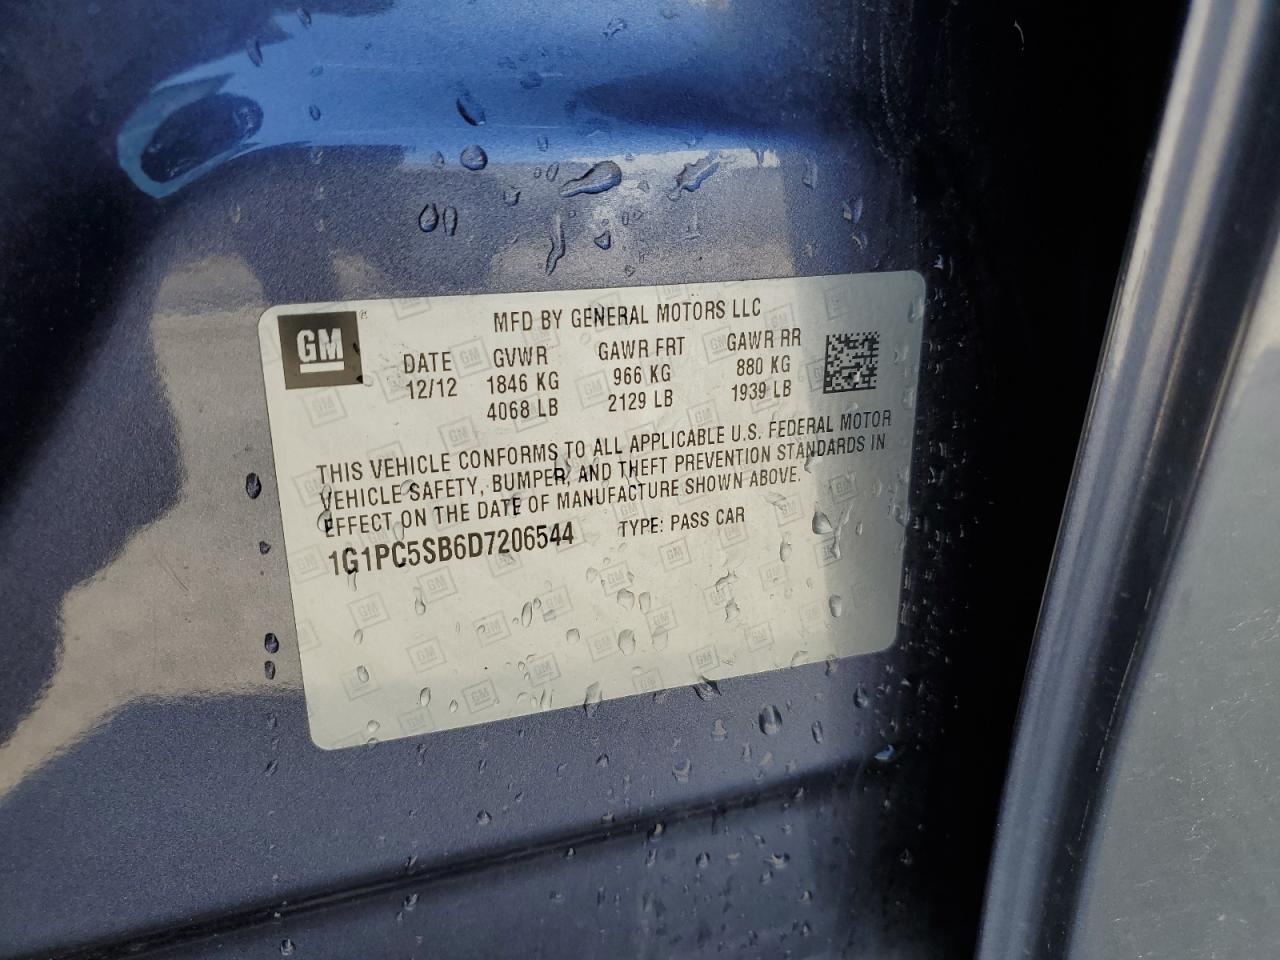 GM
MFD BY GENERAL MOTORS LLC
DATE GVWR GAWR FRT GAWR RR
12/12 1846 KG 966 KG 880 KG
4068 LB 2129 LB 1939 LB
THIS VEHICLE CONFORMS TO ALL APPLICABLE U.S. FEDERAL MOTOR
VEHICLE SAFETY, BUMPER, AND THEFT PREVENTION STANDARDS IN
EFFECT ON THE DATE OF MANUFACTURE SHOWN ABOVE.
1G1PC5SB6D7206544 TYPE: PASS CAR